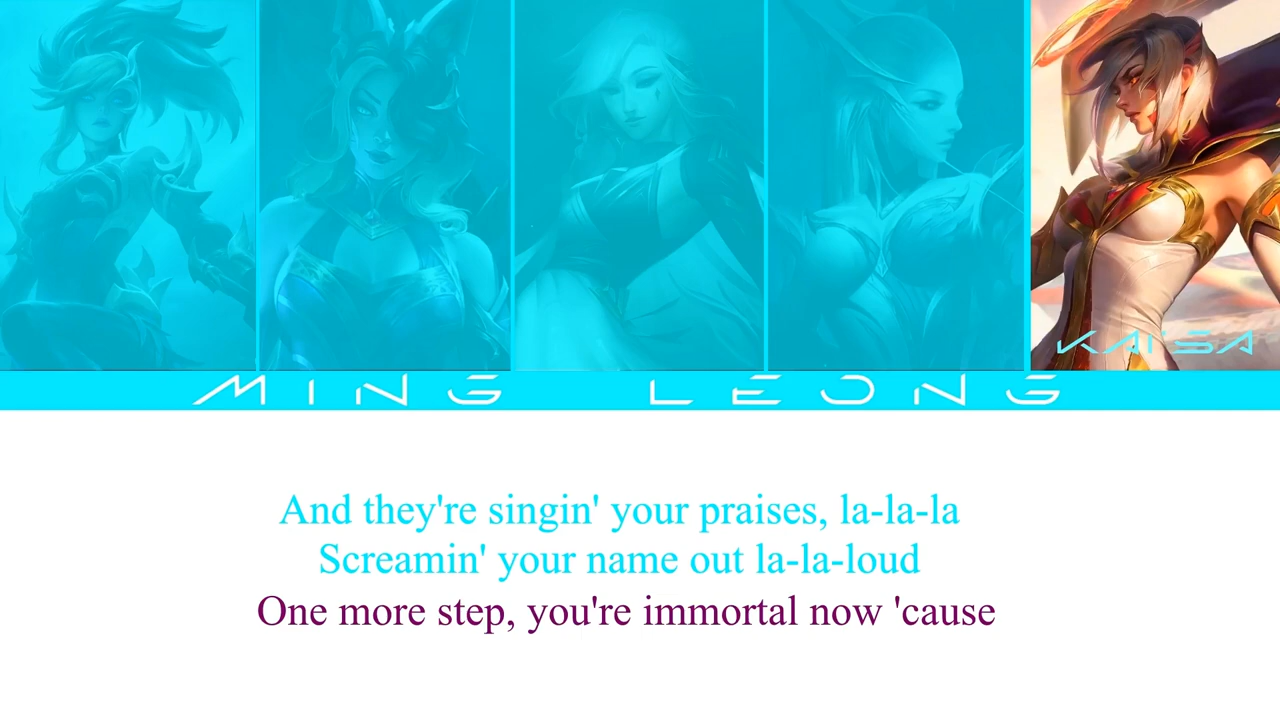 KAI'SA
MING LEONG
And they're singin' your praises, la-la-la
Screamin' your name out la-la-loud
One more step, you're immortal now 'cause